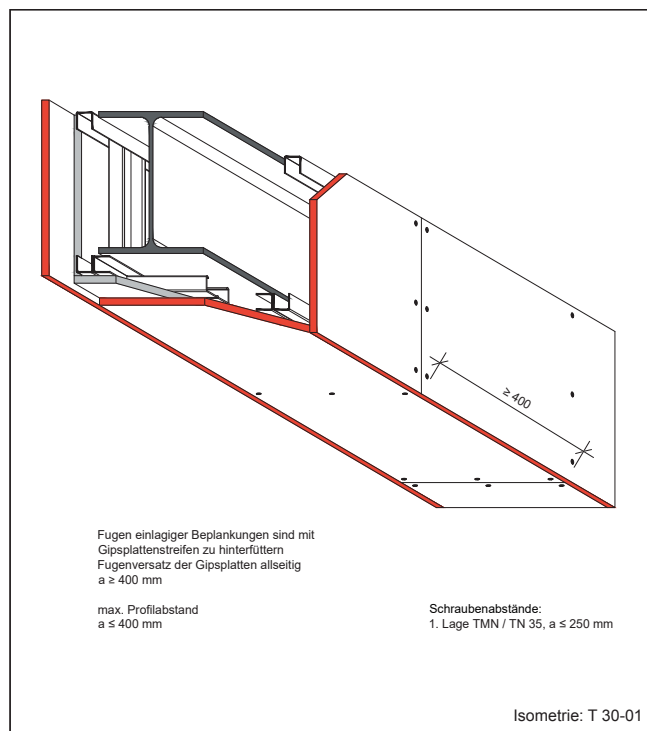 ≥ 400
Fugen einlagiger Beplankungen sind mit
Gipsplattenstreifen zu hinterfüttern
Fugenversatz der Gipsplatten allseitig
a ≥ 400 mm
max. Profilabstand
a ≤ 400 mm
Schraubenabstände:
1. Lage TMN / TN 35, a ≤ 250 mm
Isometrie: T 30-01